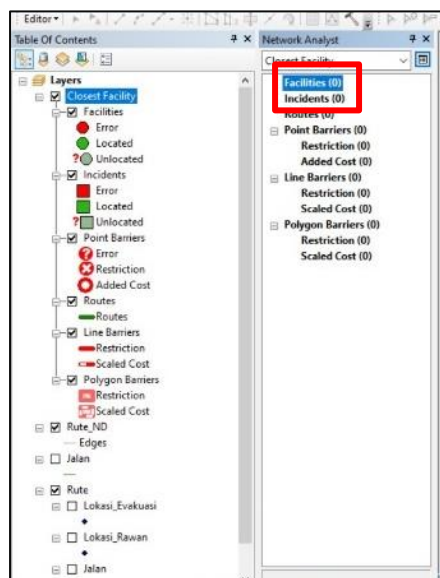 Editor
Table Of Contents
Layers
Closest Facility
Facilities
Error
Located
? Unlocated
Incidents
Error
Located
? Unlocated
Point Barriers
Error
Restriction
Added Cost
Routes
Routes
Line Barriers
Restriction
Scaled Cost
Polygon Barriers
Restriction
Scaled Cost
Rute_ND
Edges
Jalan
Rute
Lokasi_Evakuasi
Lokasi_Rawan
Jalan
Network Analyst
Closest Facility
Facilities (0)
Incidents (0)
Routes (0)
Point Barriers (0)
Restriction (0)
Added Cost (0)
Line Barriers (0)
Restriction (0)
Scaled Cost (0)
Polygon Barriers (0)
Restriction (0)
Scaled Cost (0)